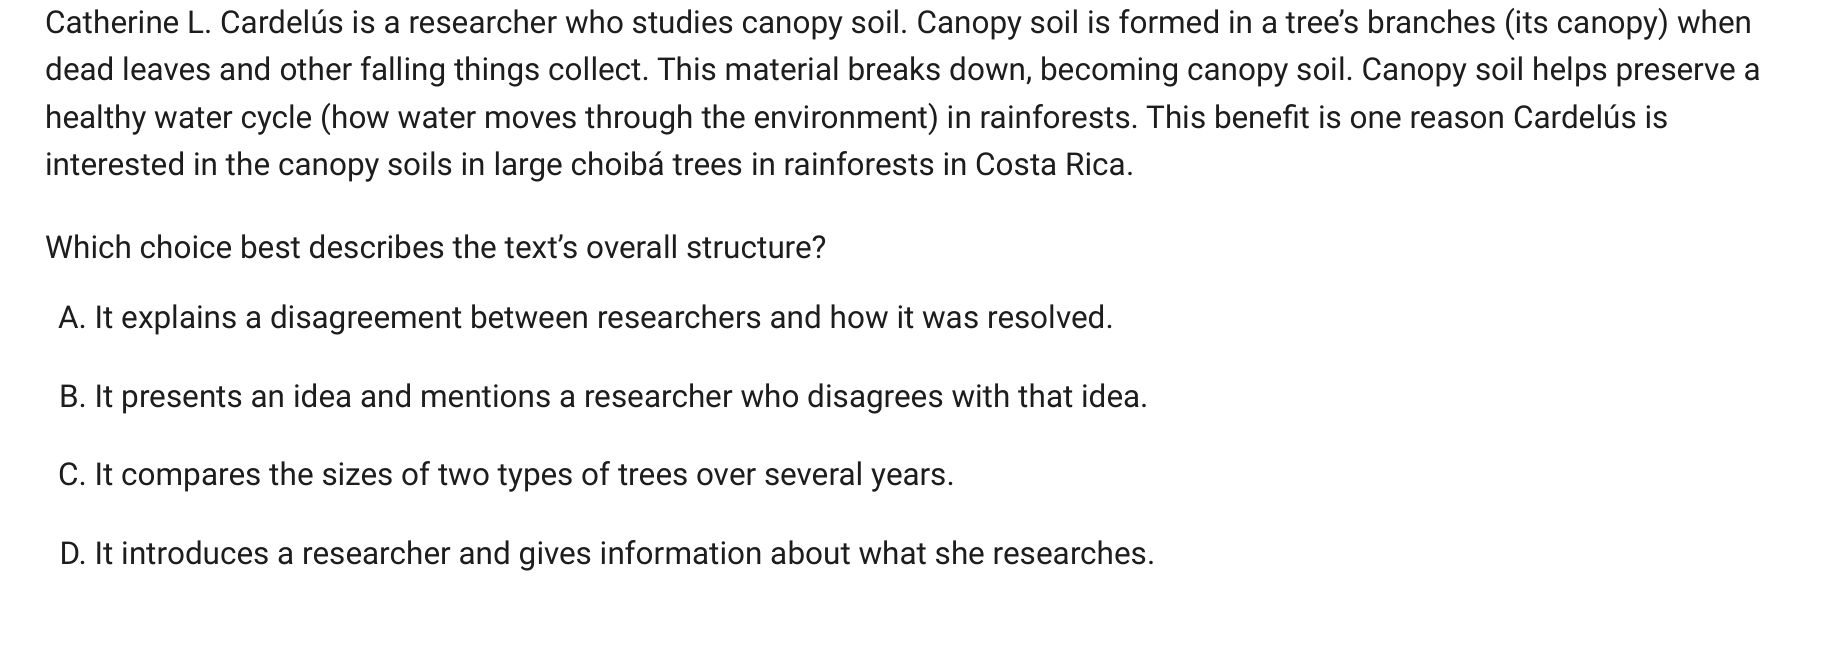 Catherine L. Cardelús is a researcher who studies canopy soil. Canopy soil is formed in a tree's branches (its canopy) when
dead leaves and other falling things collect. This material breaks down, becoming canopy soil. Canopy soil helps preserve a
healthy water cycle (how water moves through the environment) in rainforests. This benefit is one reason Cardelús is
interested in the canopy soils in large choibá trees in rainforests in Costa Rica.
Which choice best describes the text's overall structure?
A. It explains a disagreement between researchers and how it was resolved.
B. It presents an idea and mentions a researcher who disagrees with that idea.
C. It compares the sizes of two types of trees over several years.
D. It introduces a researcher and gives information about what she researches.